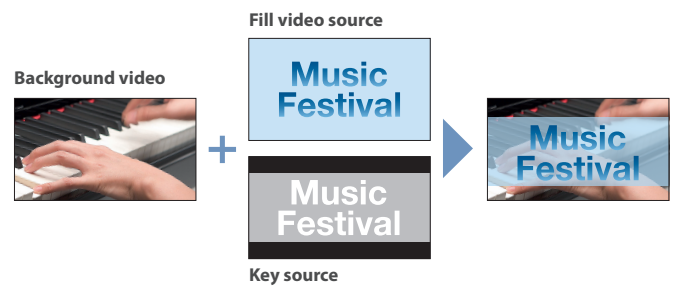 Fill video source
Background video
Music
Festival
Music
Festival
Key source
Music
Festival